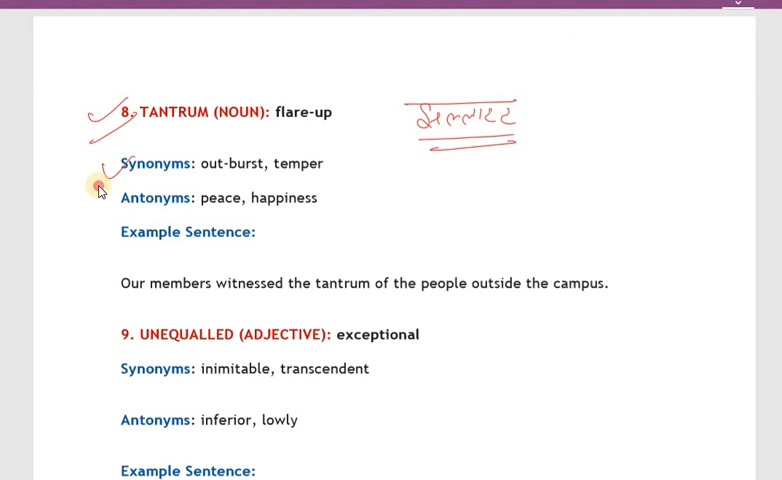 8. TANTRUM (NOUN): flare-up
Synonyms: out-burst, temper
Antonyms: peace, happiness
Example Sentence:
Our members witnessed the tantrum of the people outside the campus.
9. UNEQUALLED (ADJECTIVE): exceptional
Synonyms: inimitable, transcendent
Antonyms: inferior, lowly
Example Sentence: